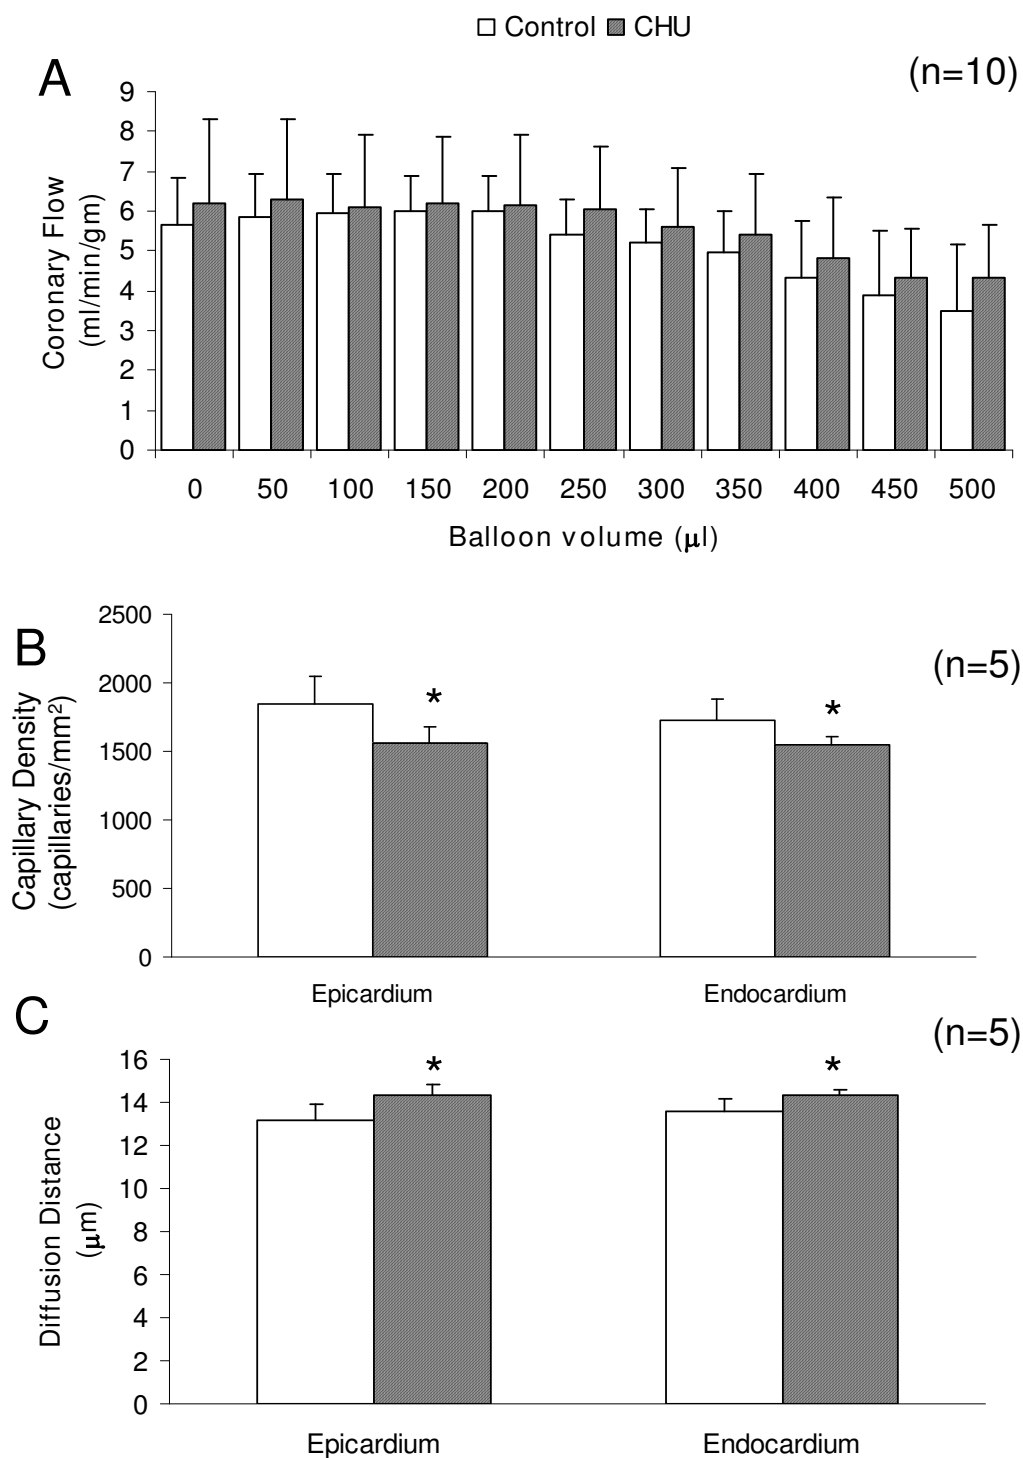 Control CHU
A
(n=10)
9
8
7
6
5
4
3
2
1
0
Coronary Flow
(ml/min/gm)
0 50 100 150 200 250 300 350 400 450 500
Balloon volume (μl)
B
(n=5)
2500
2000
1500
1000
500
0
Capillary Density
(capillaries/mm²)
* *
Epicardium Endocardium
C
(n=5)
16
14
12
10
8
6
4
2
0
Diffusion Distance
(μm)
* *
Epicardium Endocardium